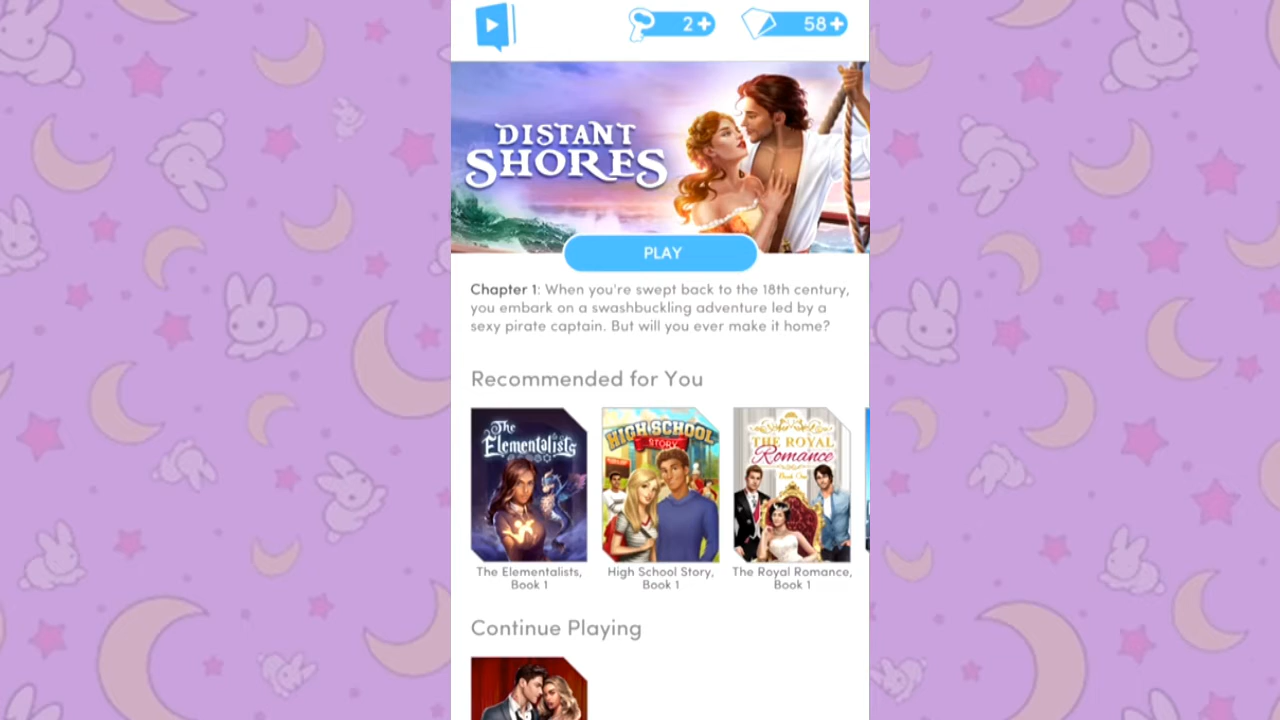 2+
58+
DISTANT
SHORES
PLAY
Chapter 1: When you're swept back to the 18th century,
you embark on a swashbuckling adventure led by a
sexy pirate captain. But will you ever make it home?
Recommended for You
The
Elementalists
HIGH SCHOOL
STORY
THE ROYAL
Romance
Book One
The Elementalists,
Book 1
High School Story,
Book 1
The Royal Romance,
Book 1
Continue Playing